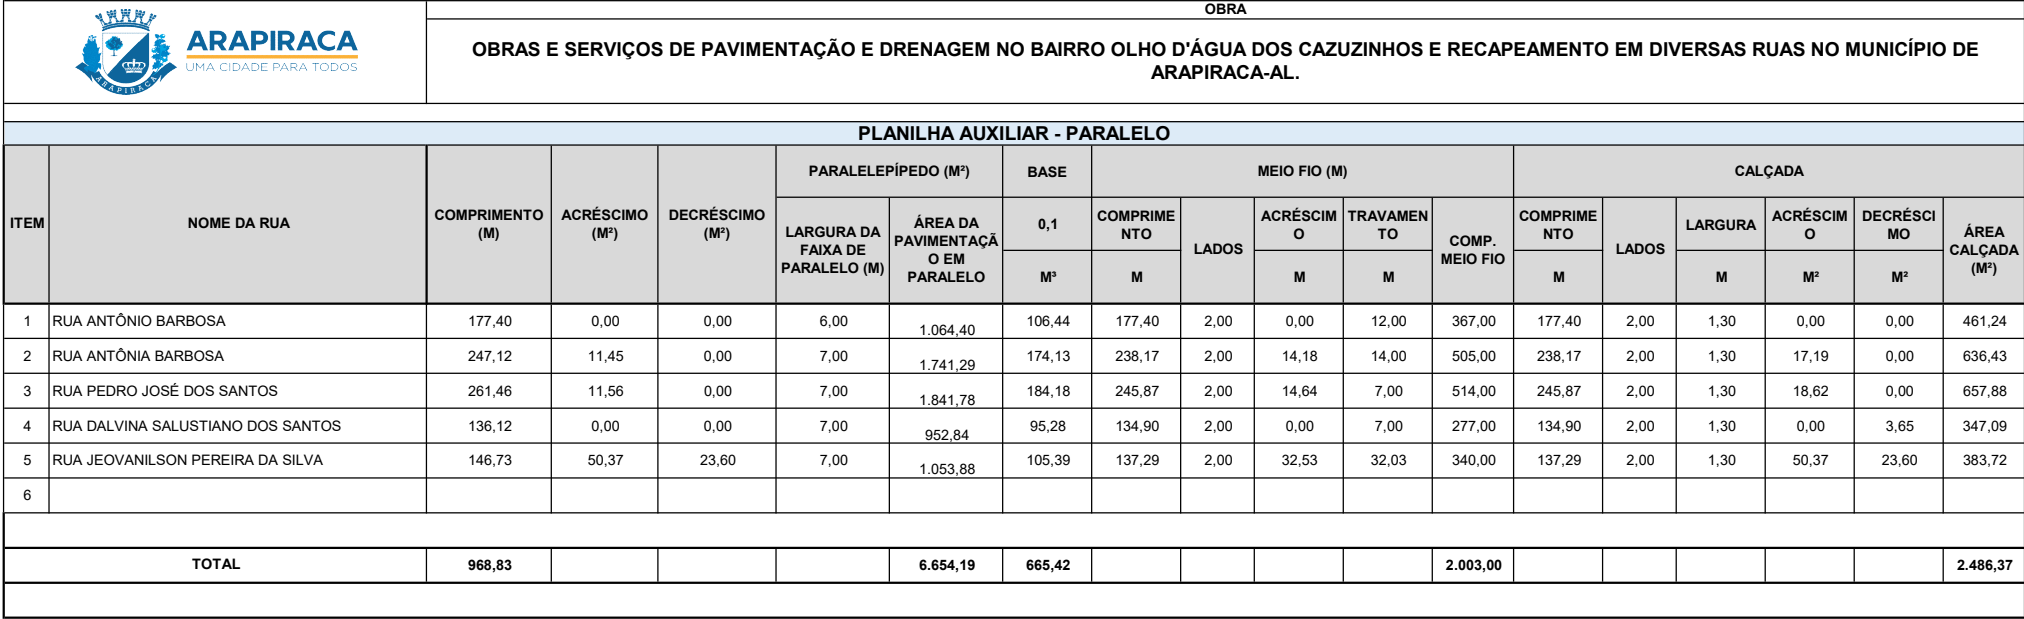 ARAPIRACA
UMA CIDADE PARA TODOS
ARAPIRACA
OBRA
OBRAS E SERVIÇOS DE PAVIMENTAÇÃO E DRENAGEM NO BAIRRO OLHO D'ÁGUA DOS CAZUZINHOS E RECAPEAMENTO EM DIVERSAS RUAS NO MUNICÍPIO DE
ARAPIRACA-AL.
PLANILHA AUXILIAR - PARALELO
PARALELEPÍPEDO (M²) BASE MEIO FIO (M) CALÇADA
ITEM NOME DA RUA COMPRIMENTO (M) ACRÉSCIMO (M²) DECRÉSCIMO (M²) LARGURA DA FAIXA DE PARALELO (M) ÁREA DA PAVIMENTAÇÃ O EM PARALELO 0,1 COMPRIME NTO LADOS ACRÉSCIM O TRAVAMEN TO COMP. MEIO FIO COMPRIME NTO LADOS LARGURA ACRÉSCIM O DECRÉSCI MO ÁREA CALÇADA (M²)
M³ M M M M M M² M²
1 RUA ANTÔNIO BARBOSA 177,40 0,00 0,00 6,00 1.064,40 106,44 177,40 2,00 0,00 12,00 367,00 177,40 2,00 1,30 0,00 0,00 461,24
2 RUA ANTÔNIA BARBOSA 247,12 11,45 0,00 7,00 1.741,29 174,13 238,17 2,00 14,18 14,00 505,00 238,17 2,00 1,30 17,19 0,00 636,43
3 RUA PEDRO JOSÉ DOS SANTOS 261,46 11,56 0,00 7,00 1.841,78 184,18 245,87 2,00 14,64 7,00 514,00 245,87 2,00 1,30 18,62 0,00 657,88
4 RUA DALVINA SALUSTIANO DOS SANTOS 136,12 0,00 0,00 7,00 952,84 95,28 134,90 2,00 0,00 7,00 277,00 134,90 2,00 1,30 0,00 3,65 347,09
5 RUA JEOVANILSON PEREIRA DA SILVA 146,73 50,37 23,60 7,00 1.053,88 105,39 137,29 2,00 32,53 32,03 340,00 137,29 2,00 1,30 50,37 23,60 383,72
6
TOTAL 968,83 6.654,19 665,42 2.003,00 2.486,37